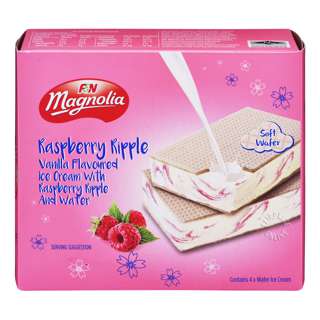 F&N
Magnolia
Raspberry Ripple
Vanilla Flavoured
Ice Cream With
Raspberry Ripple
And Wafer
Soft
Wafer
SERVING SUGGESTION
Contains 4 x Wafer Ice Cream